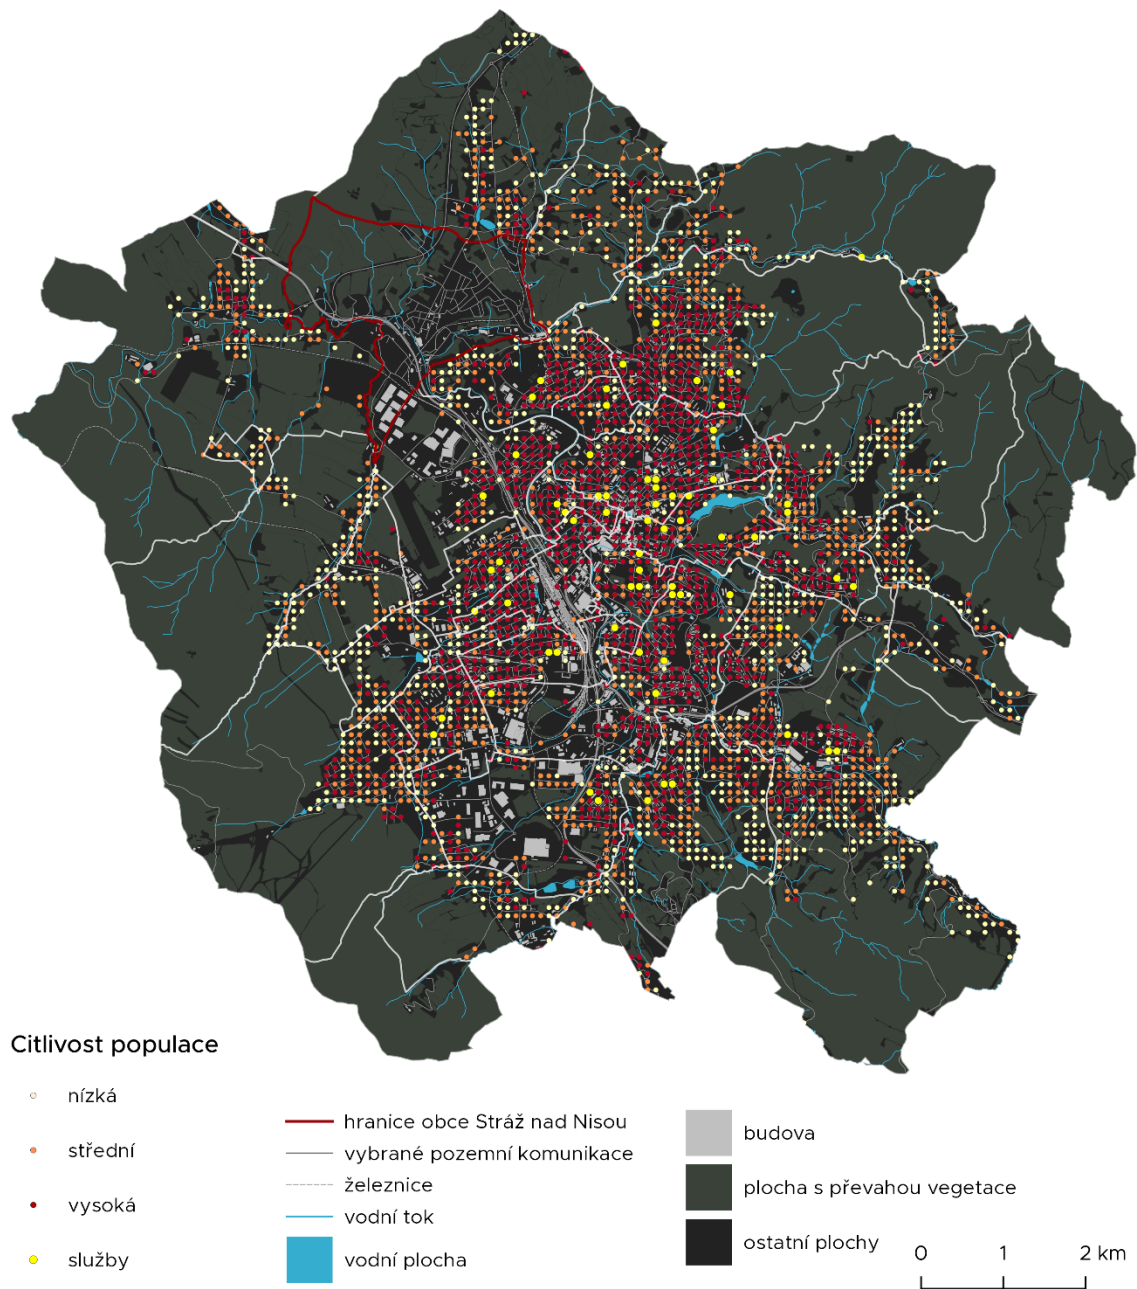 Citlivost populace
nízká
střední
vysoká
služby
hranice obce Stráž nad Nisou
vybrané pozemní komunikace
železnice
vodní tok
vodní plocha
budova
plocha s převahou vegetace
ostatní plochy
0 1 2 km